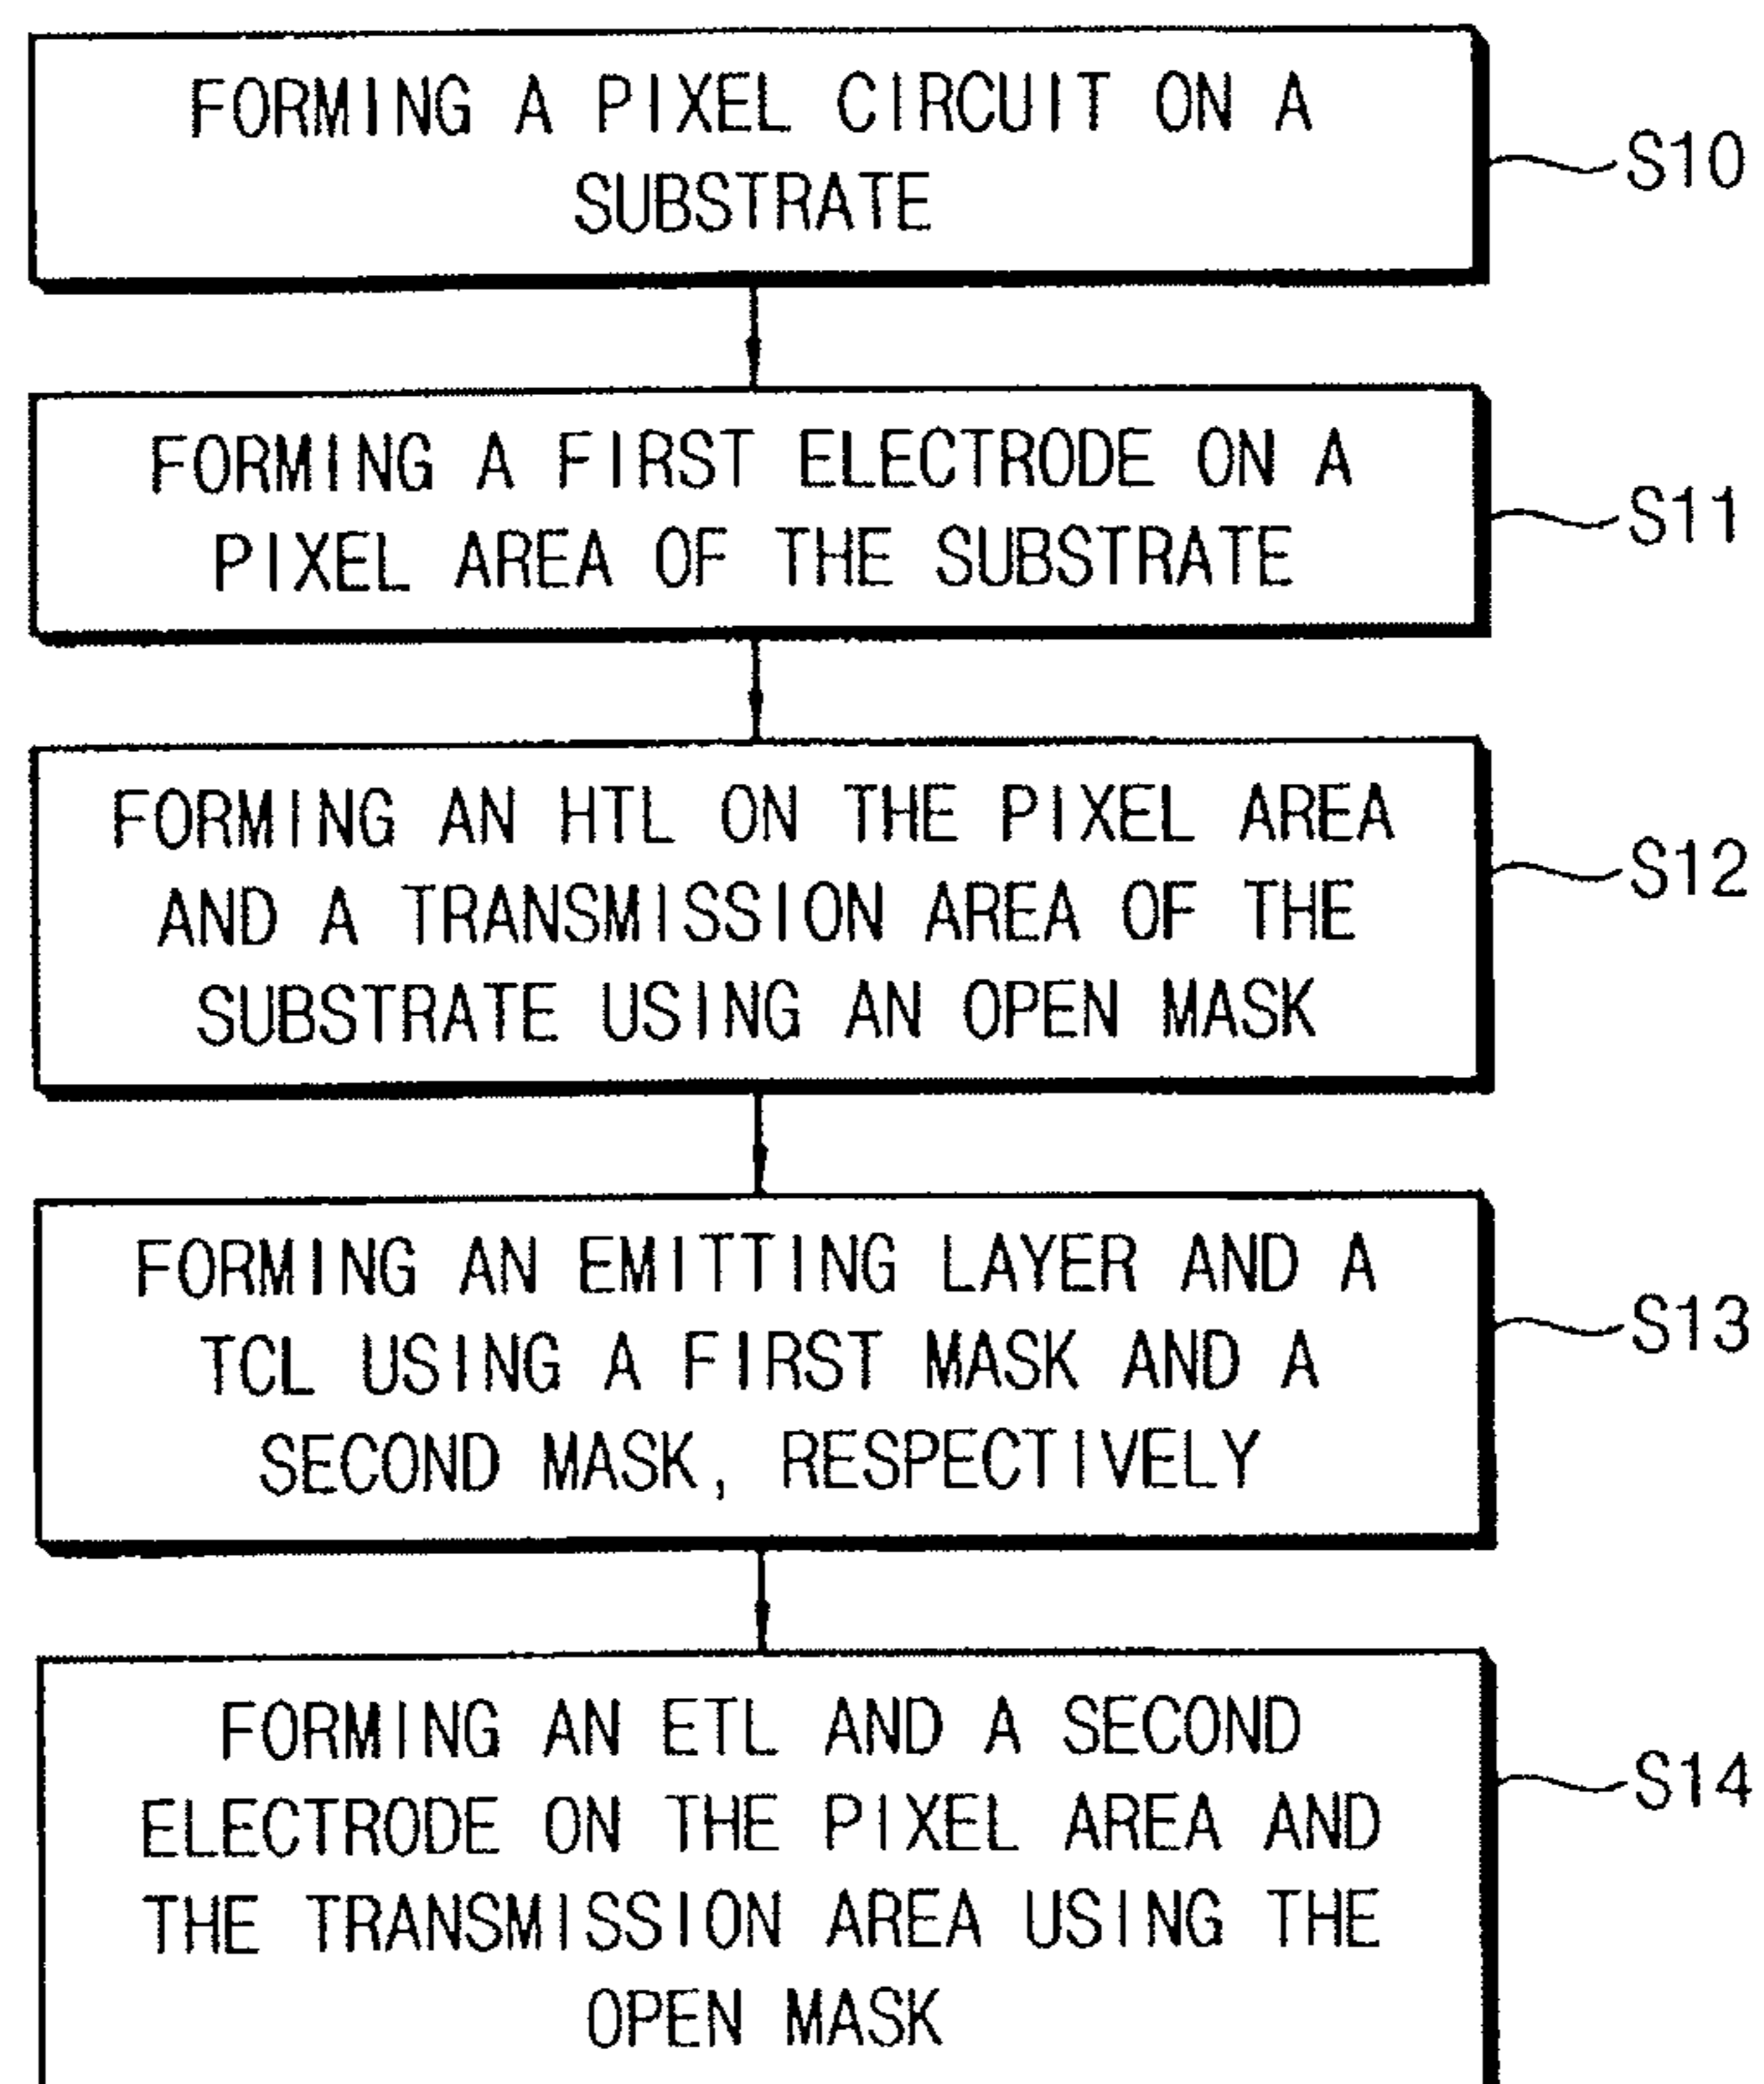 FORMING A PIXEL CIRCUIT ON A
SUBSTRATE
S10
FORMING A FIRST ELECTRODE ON A
PIXEL AREA OF THE SUBSTRATE
S11
FORMING AN HTL ON THE PIXEL AREA
AND A TRANSMISSION AREA OF THE
SUBSTRATE USING AN OPEN MASK
S12
FORMING AN EMITTING LAYER AND A
TCL USING A FIRST MASK AND A
SECOND MASK, RESPECTIVELY
S13
FORMING AN ETL AND A SECOND
ELECTRODE ON THE PIXEL AREA AND
THE TRANSMISSION AREA USING THE
OPEN MASK
S14